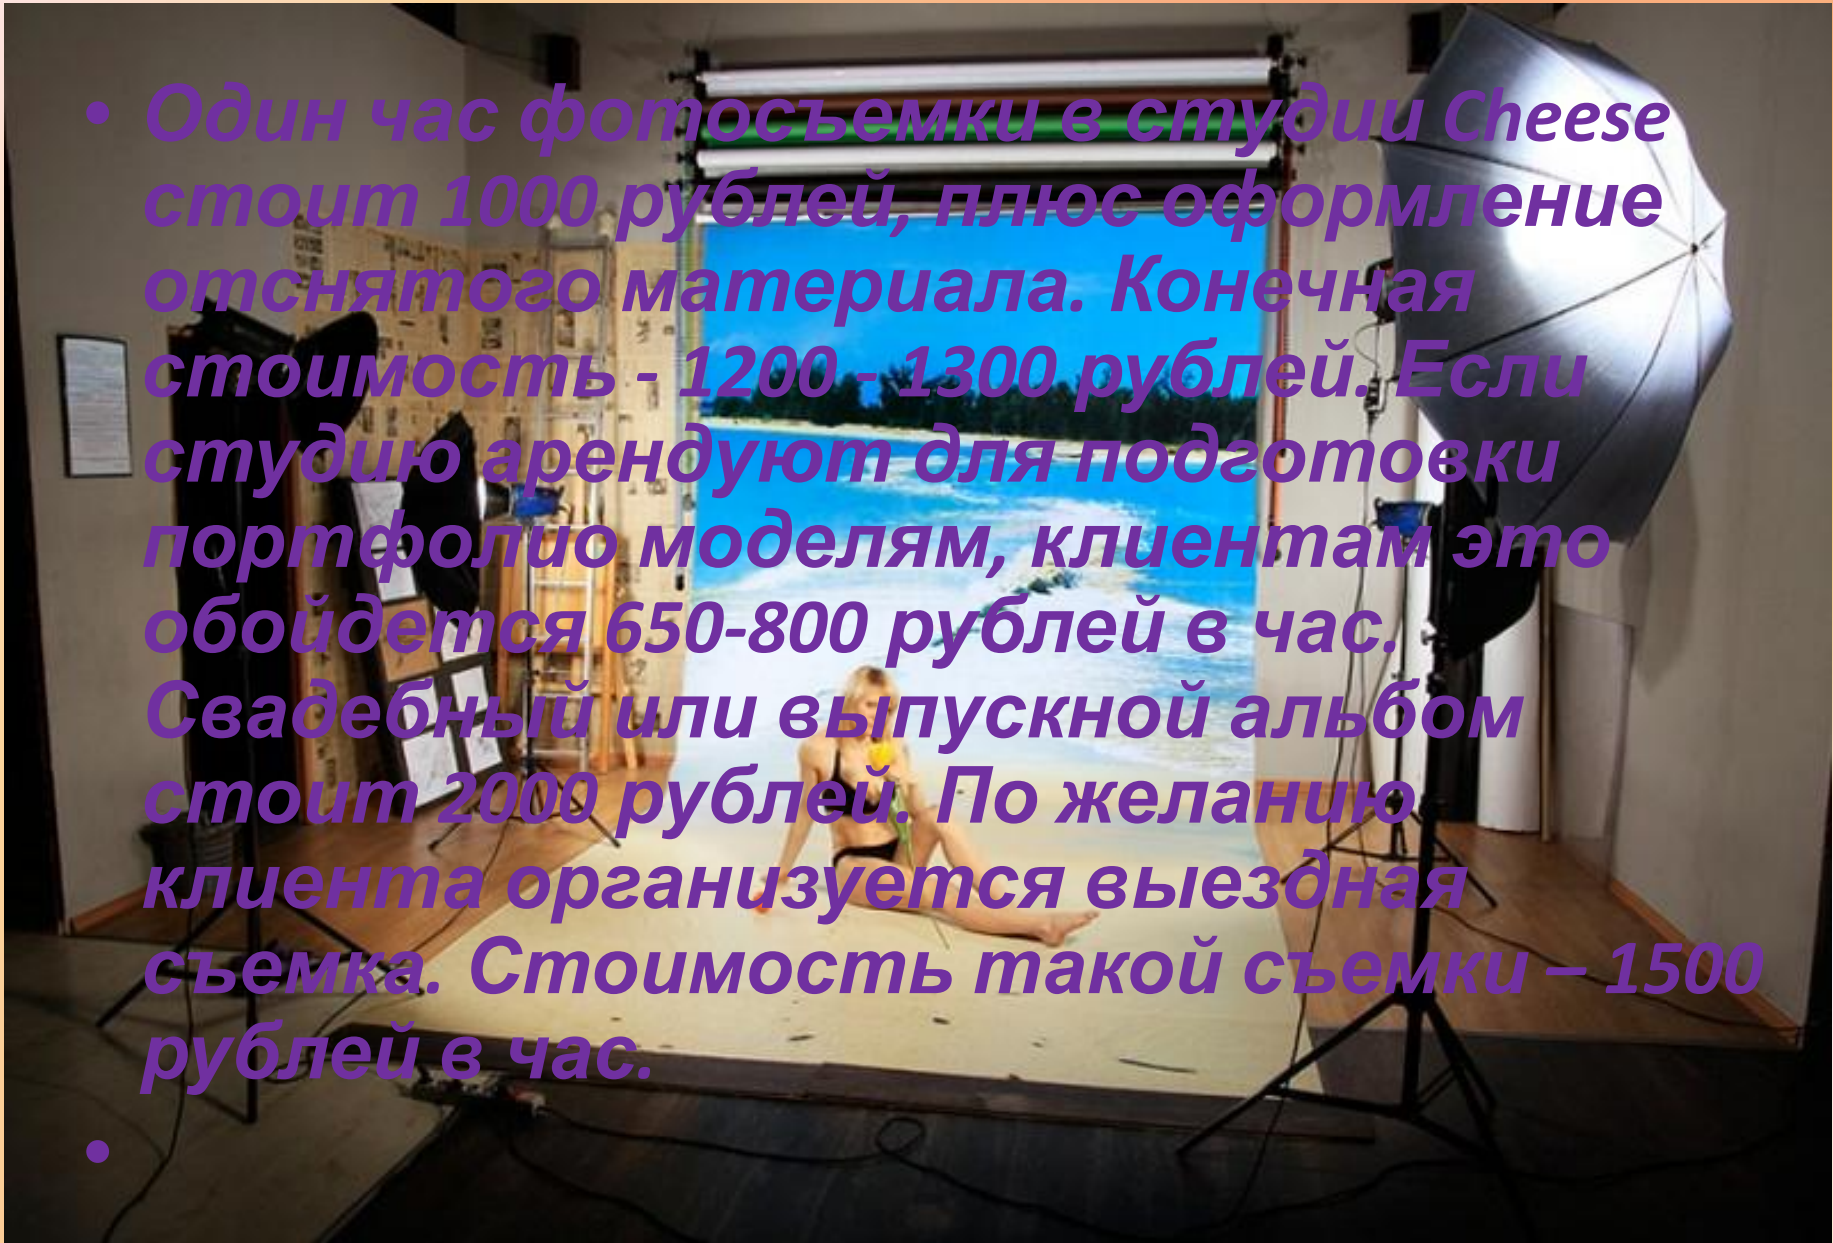 • Один час фотосъемки в студии Cheese
стоит 1000 рублей, плюс оформление
отснятого материала. Конечная
стоимость - 1200 - 1300 рублей. Если
студию арендуют для подготовки
портфолио моделям, клиентам это
обойдется 650-800 рублей в час.
Свадебный или выпускной альбом
стоит 2000 рублей. По желанию
клиента организуется выездная
съемка. Стоимость такой съемки – 1500
рублей в час.
•